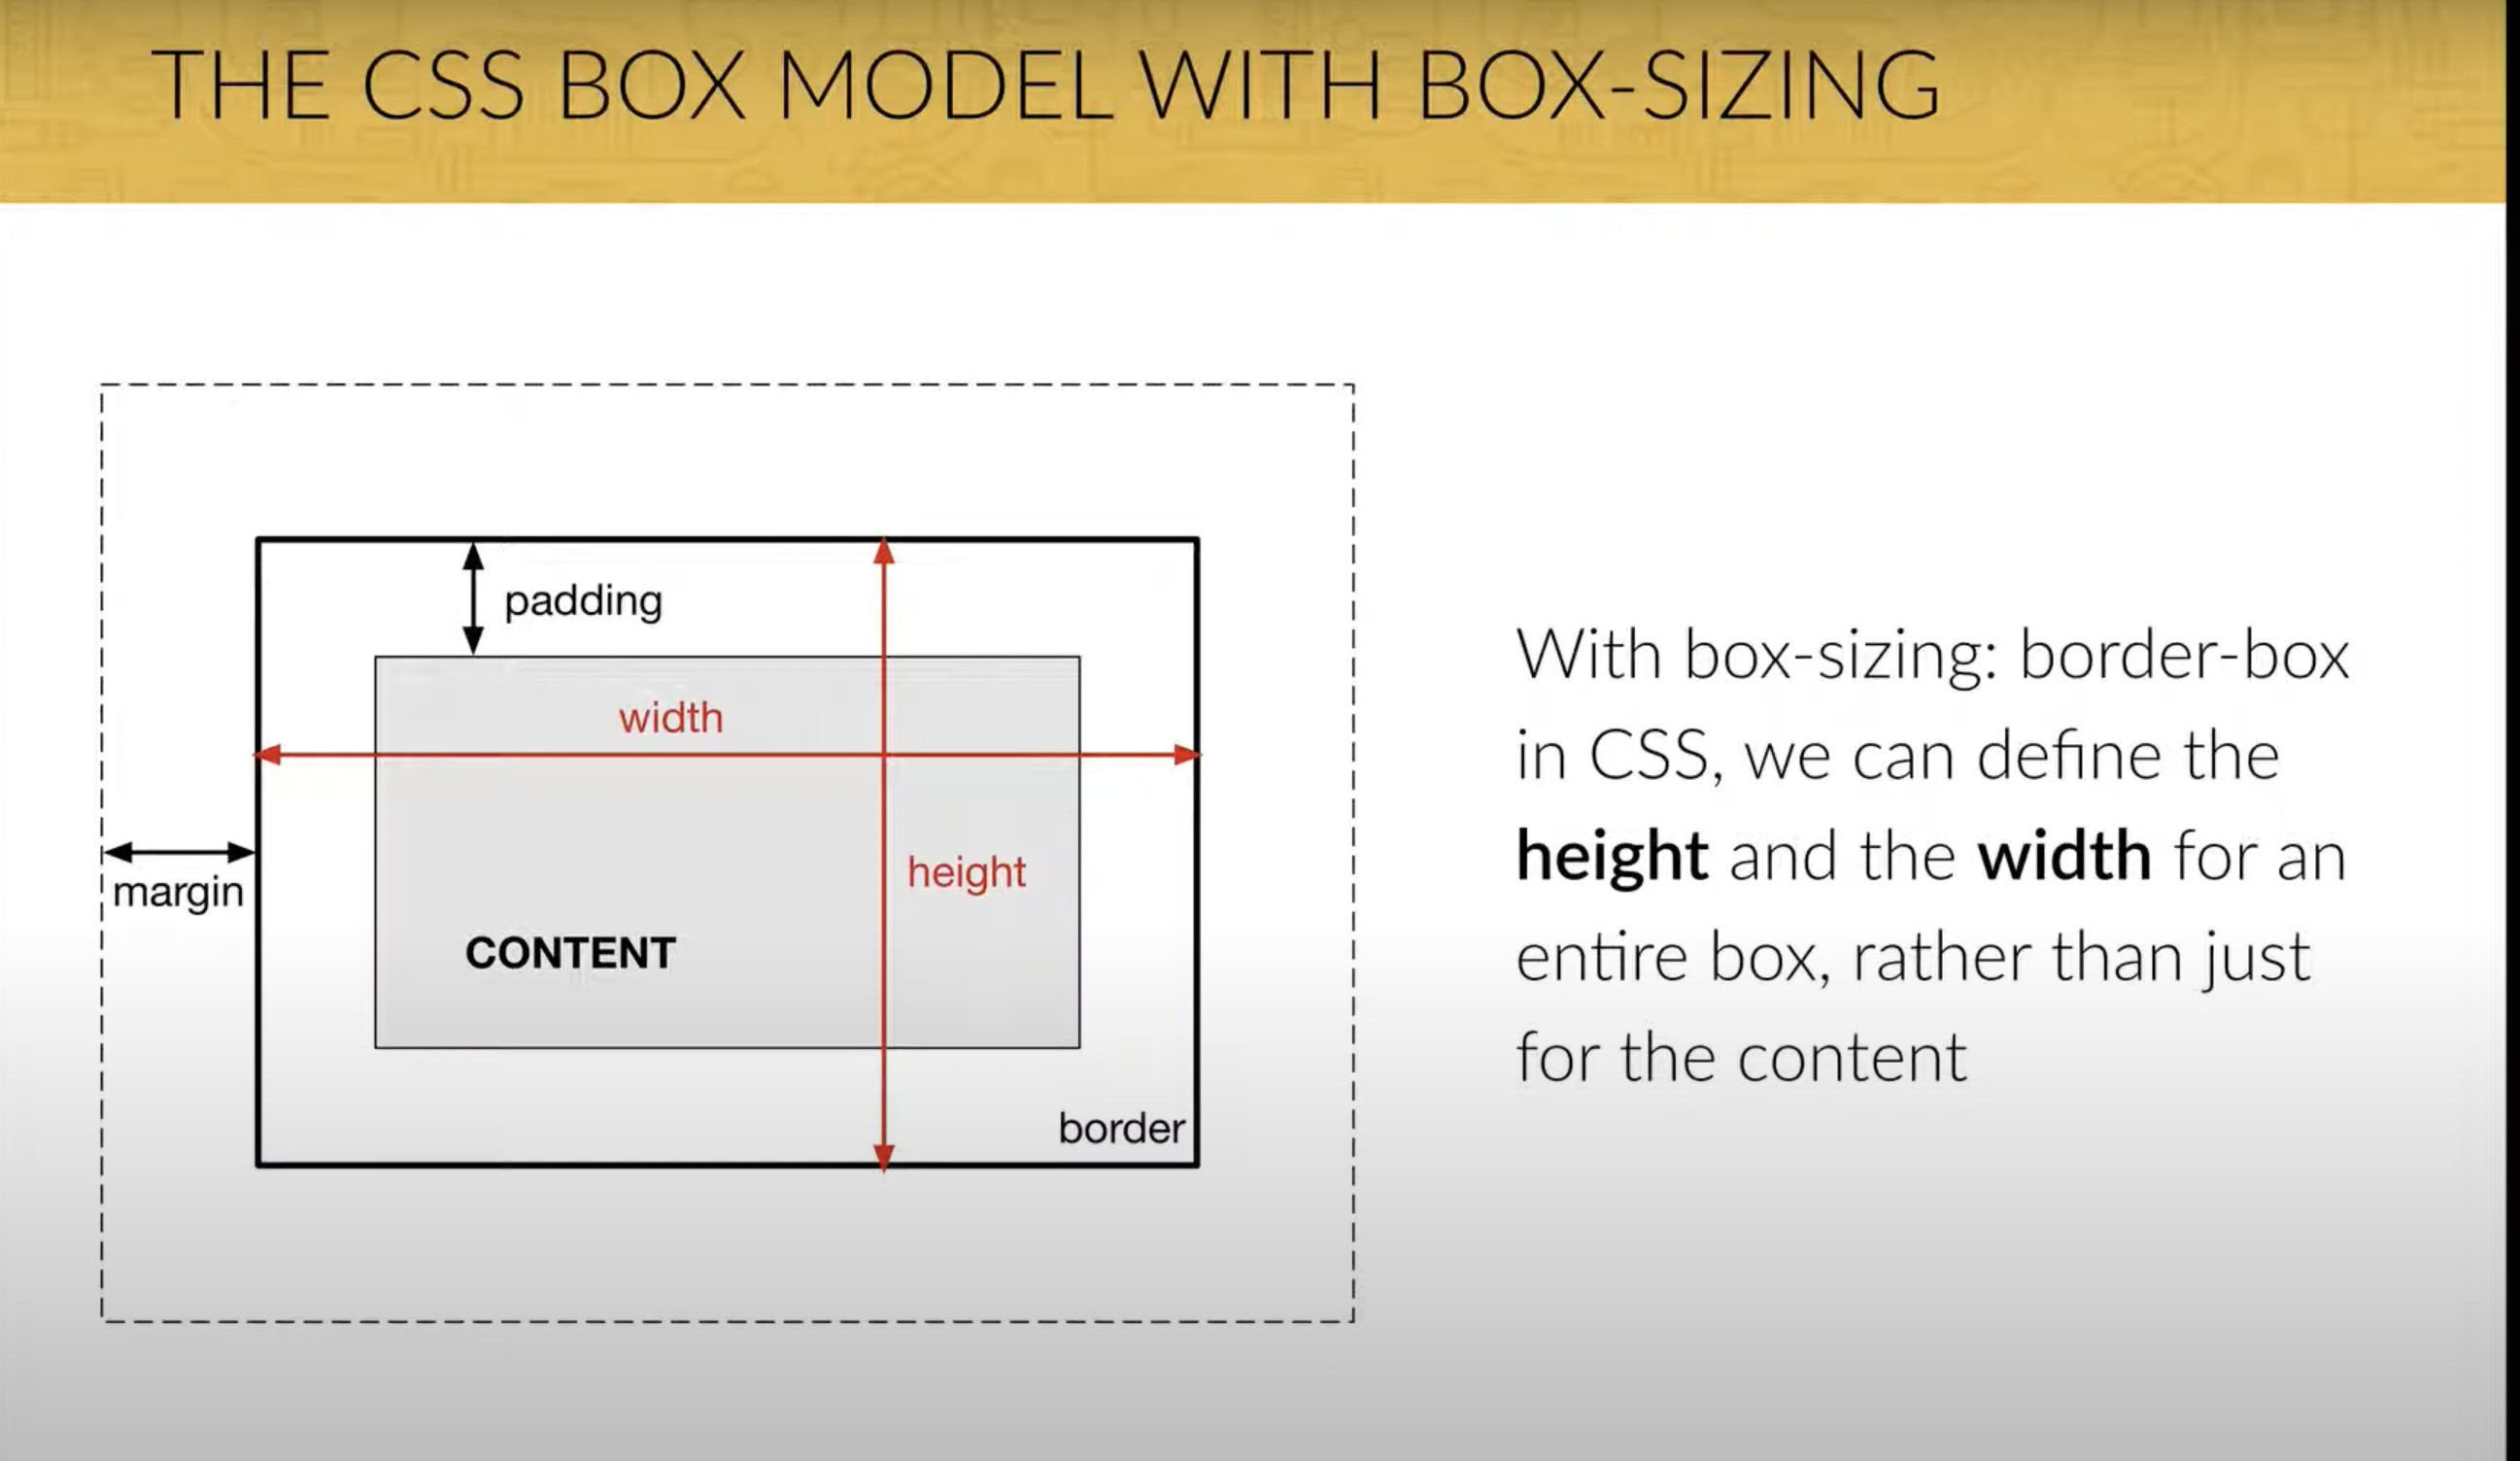 THE CSS BOX MODEL WITH BOX-SIZING
padding
width
margin
height
CONTENT
border
With box-sizing: border-box
in CSS, we can define the
height and the width for an
entire box, rather than just
for the content